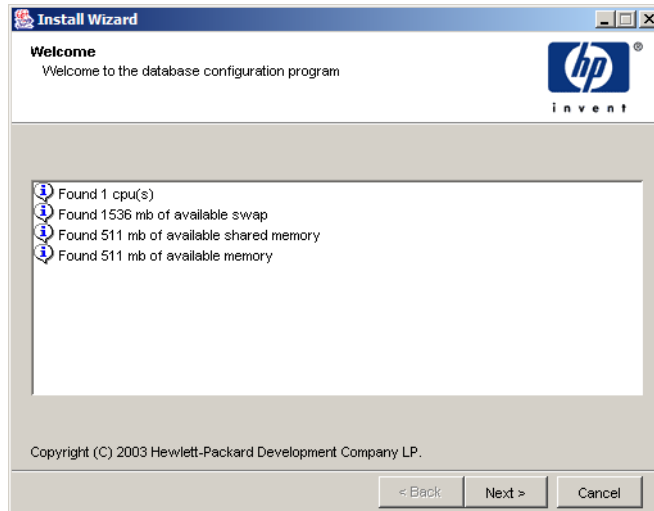 Install Wizard
Welcome
Welcome to the database configuration program
hp
®
invent
Found 1 cpu(s)
Found 1536 mb of available swap
Found 511 mb of available shared memory
Found 511 mb of available memory
Copyright (C) 2003 Hewlett-Packard Development Company LP.
< Back Next > Cancel